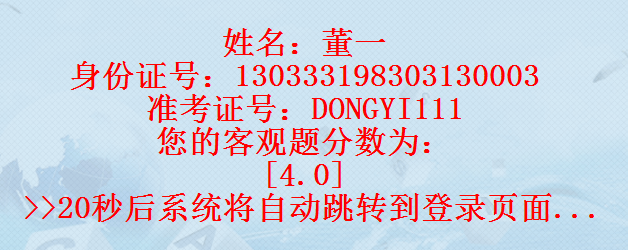 姓名：董一
身份证号：130333198303130003
准考证号：DONGYI111
您的客观题分数为：
[4.0]
>>20秒后系统将自动跳转到登录页面...